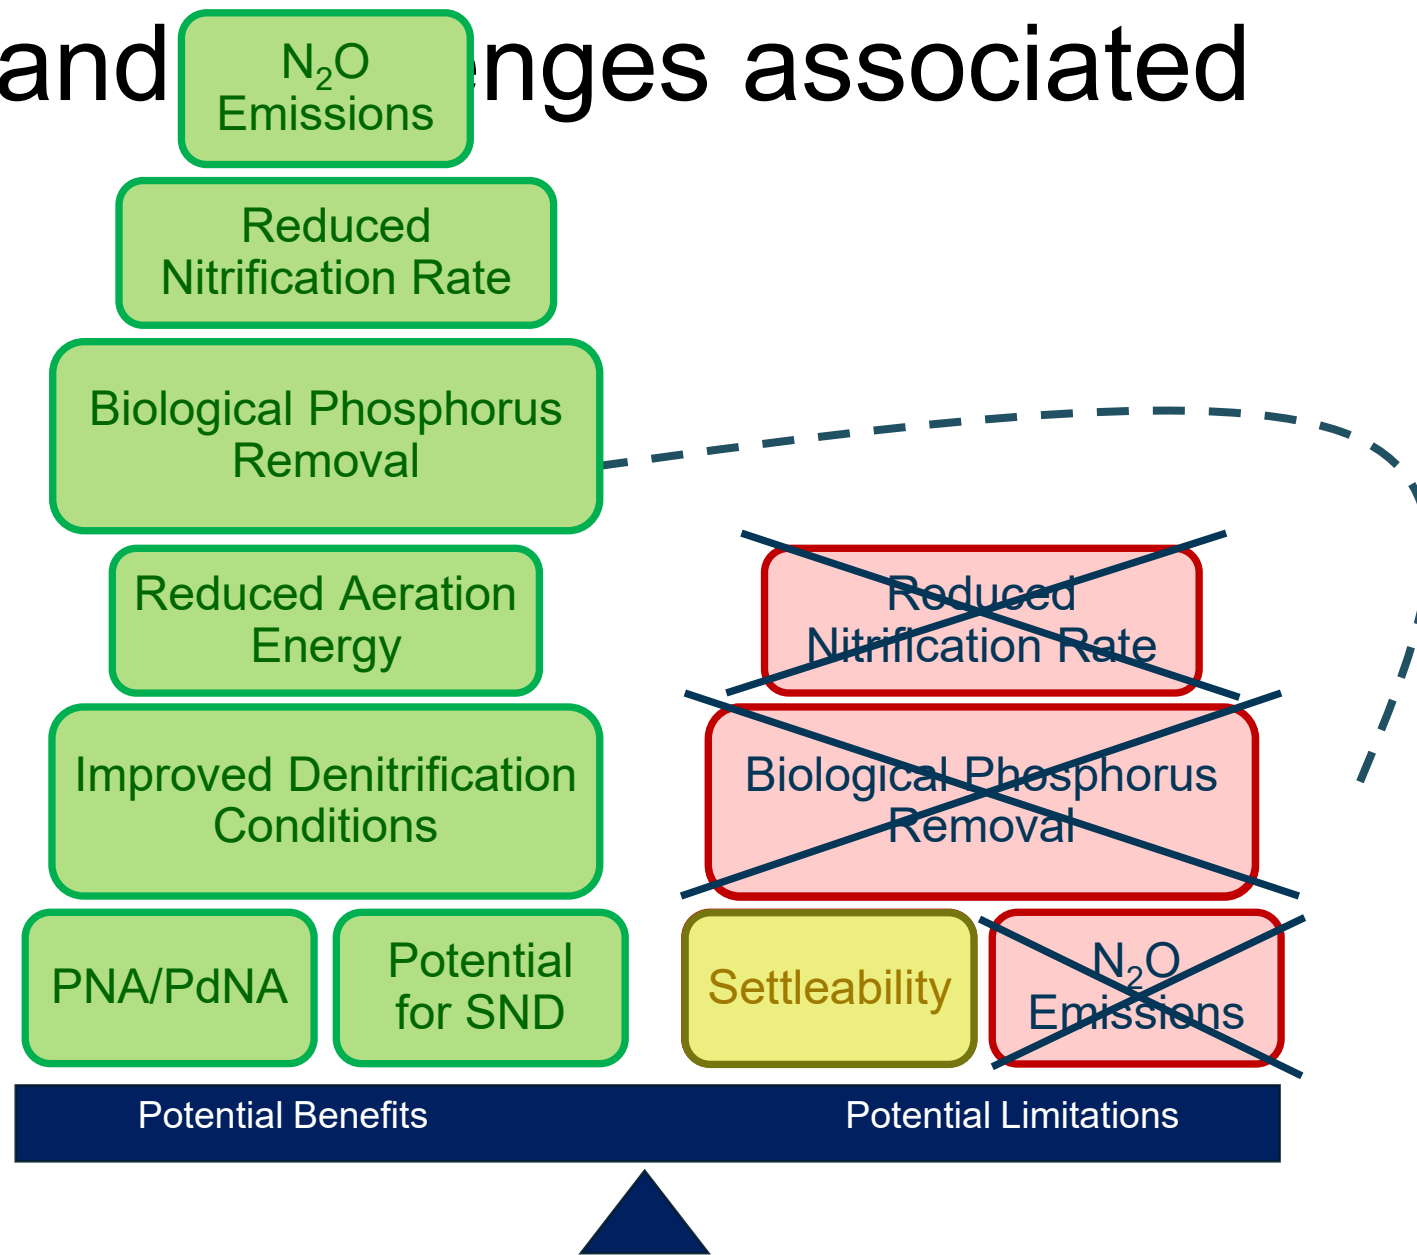 and enges associated
N₂O
Emissions
Reduced
Nitrification Rate
Biological Phosphorus
Removal
Reduced Aeration
Energy
Improved Denitrification
Conditions
PNA/PdNA
Potential
for SND
Reduced
Nitrification Rate
Biological Phosphorus
Removal
Settleability
N₂O
Emissions
Potential Benefits
Potential Limitations